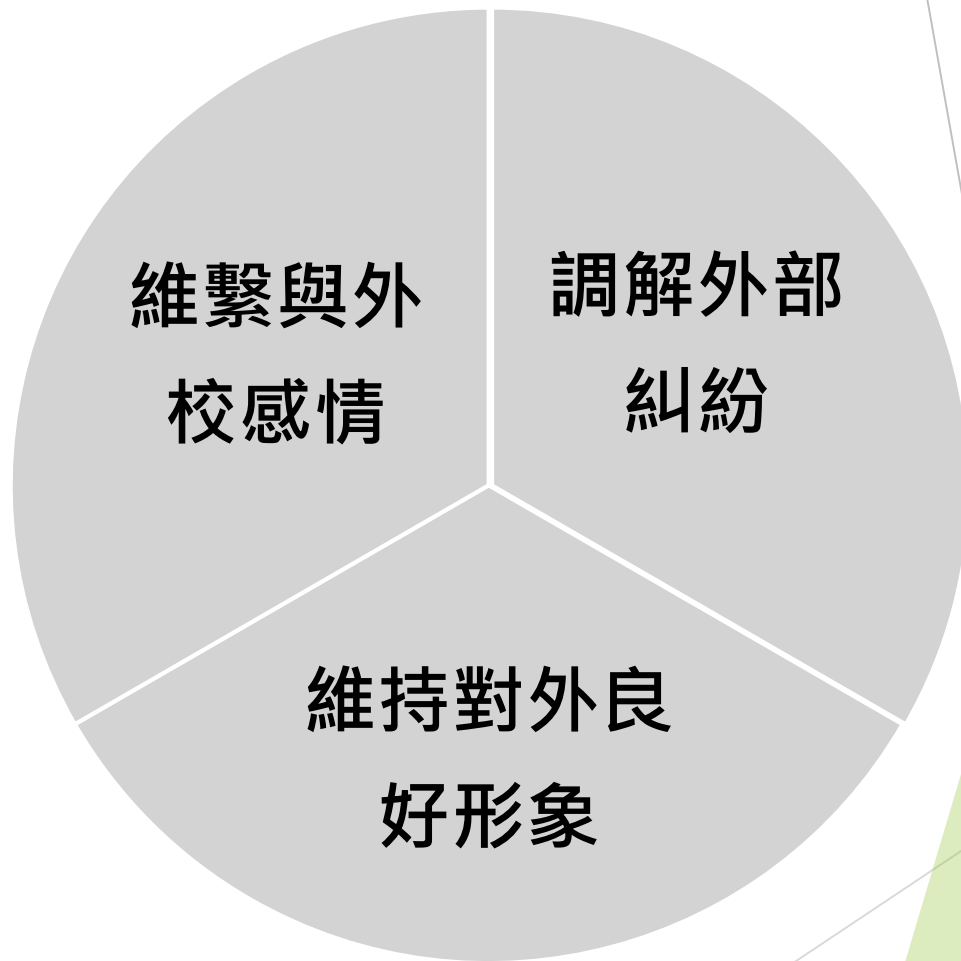 維繫與外
校感情
調解外部
糾紛
維持對外良
好形象